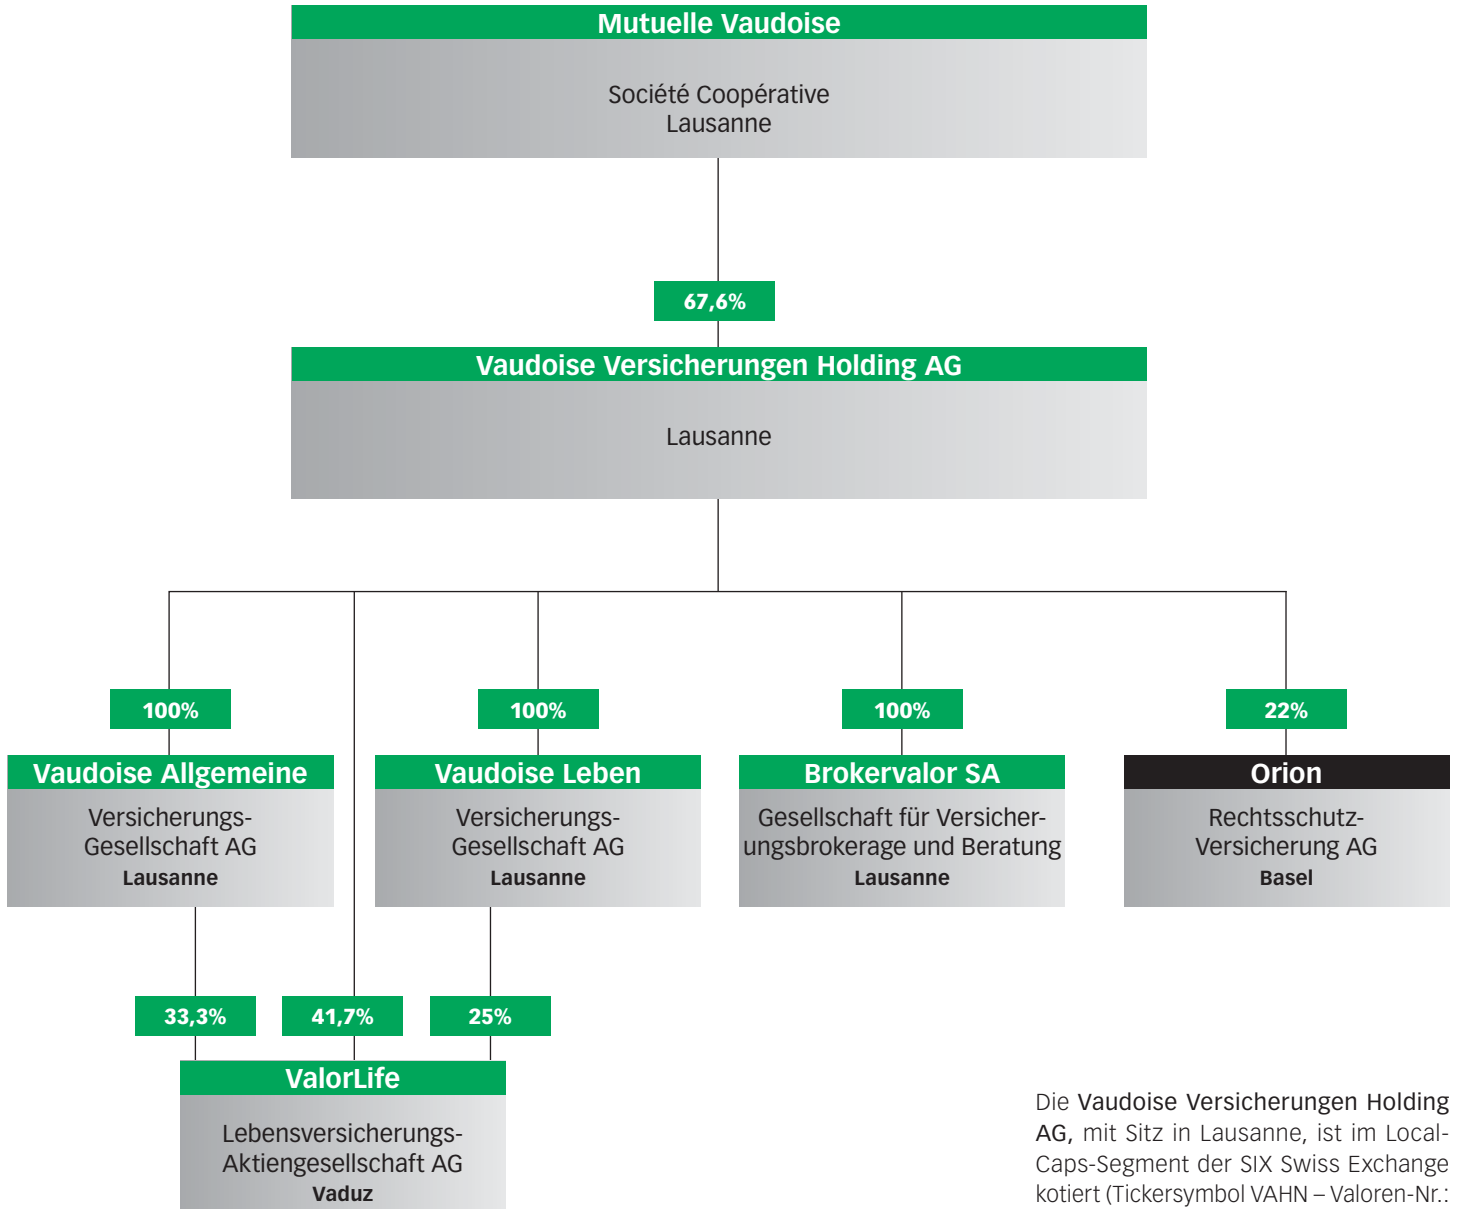 Mutuelle Vaudoise
Société Coopérative
Lausanne
67,6%
Vaudoise Versicherungen Holding AG
Lausanne
100%
100%
100%
22%
Vaudoise Allgemeine
Versicherungs-
Gesellschaft AG
Lausanne
Vaudoise Leben
Versicherungs-
Gesellschaft AG
Lausanne
Brokervalor SA
Gesellschaft für Versicher-
ungsbrokerage und Beratung
Lausanne
Orion
Rechtsschutz-
Versicherung AG
Basel
33,3%
41,7%
25%
ValorLife
Lebensversicherungs-
Aktiengesellschaft AG
Vaduz
Die Vaudoise Versicherungen Holding
AG, mit Sitz in Lausanne, ist im Local-
Caps-Segment der SIX Swiss Exchange
kotiert (Tickersymbol VAHN – Valoren-Nr.: